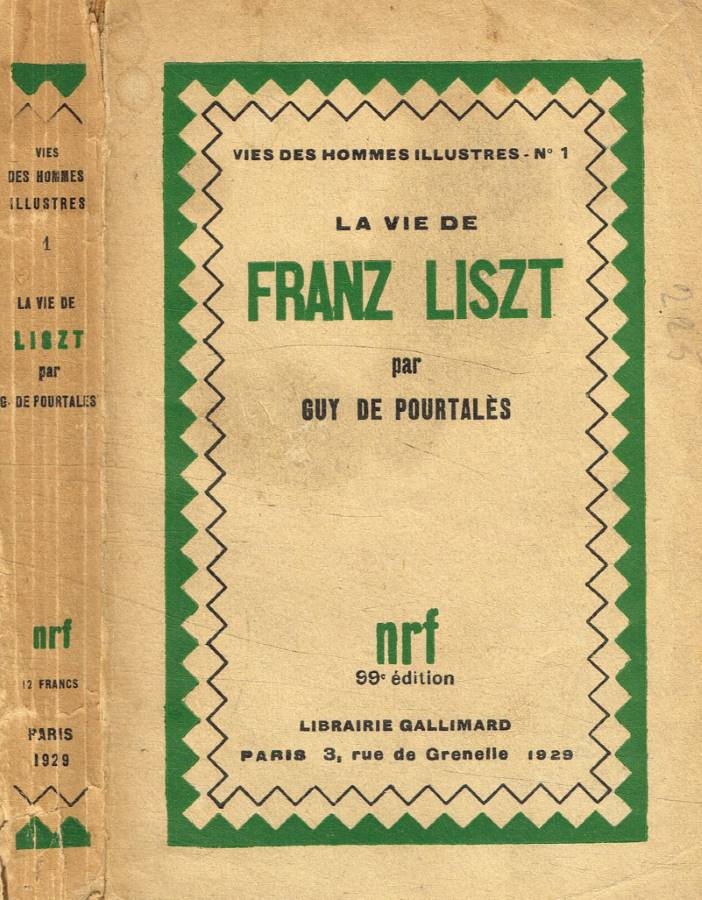 VIES
DES HOMMES
ILLUSTRES
1
LA VIE DE
LISZT
par
G. DE POURTALÈS
nrf
12 FRANCS
PARIS
1929
VIES DES HOMMES ILLUSTRES - N° 1
LA VIE DE
FRANZ LISZT
par
GUY DE POURTALÈS
nrf
99e édition
LIBRAIRIE GALLIMARD
PARIS 3, rue de Grenelle 1929